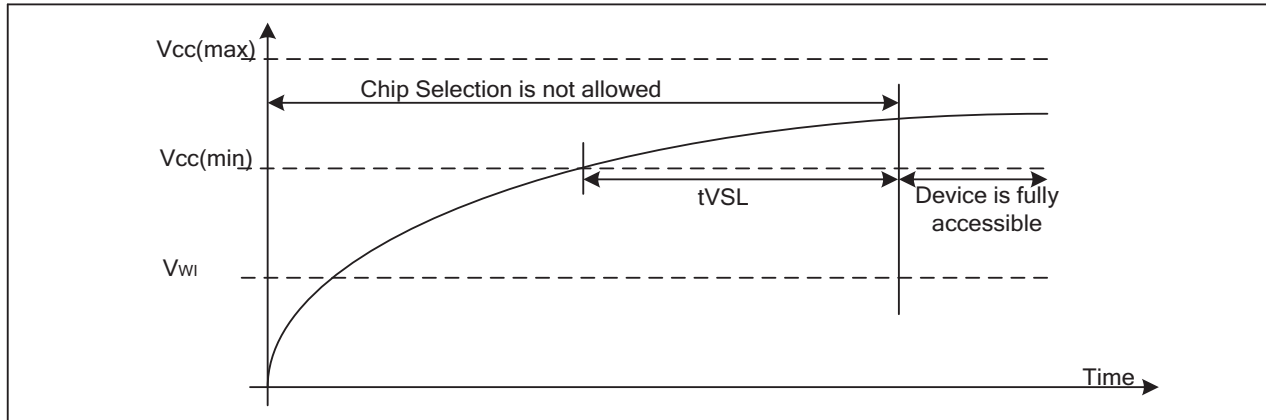 Vcc(max)
Chip Selection is not allowed
Vcc(min)
tVSL
Device is fully
accessible
VWI
Time